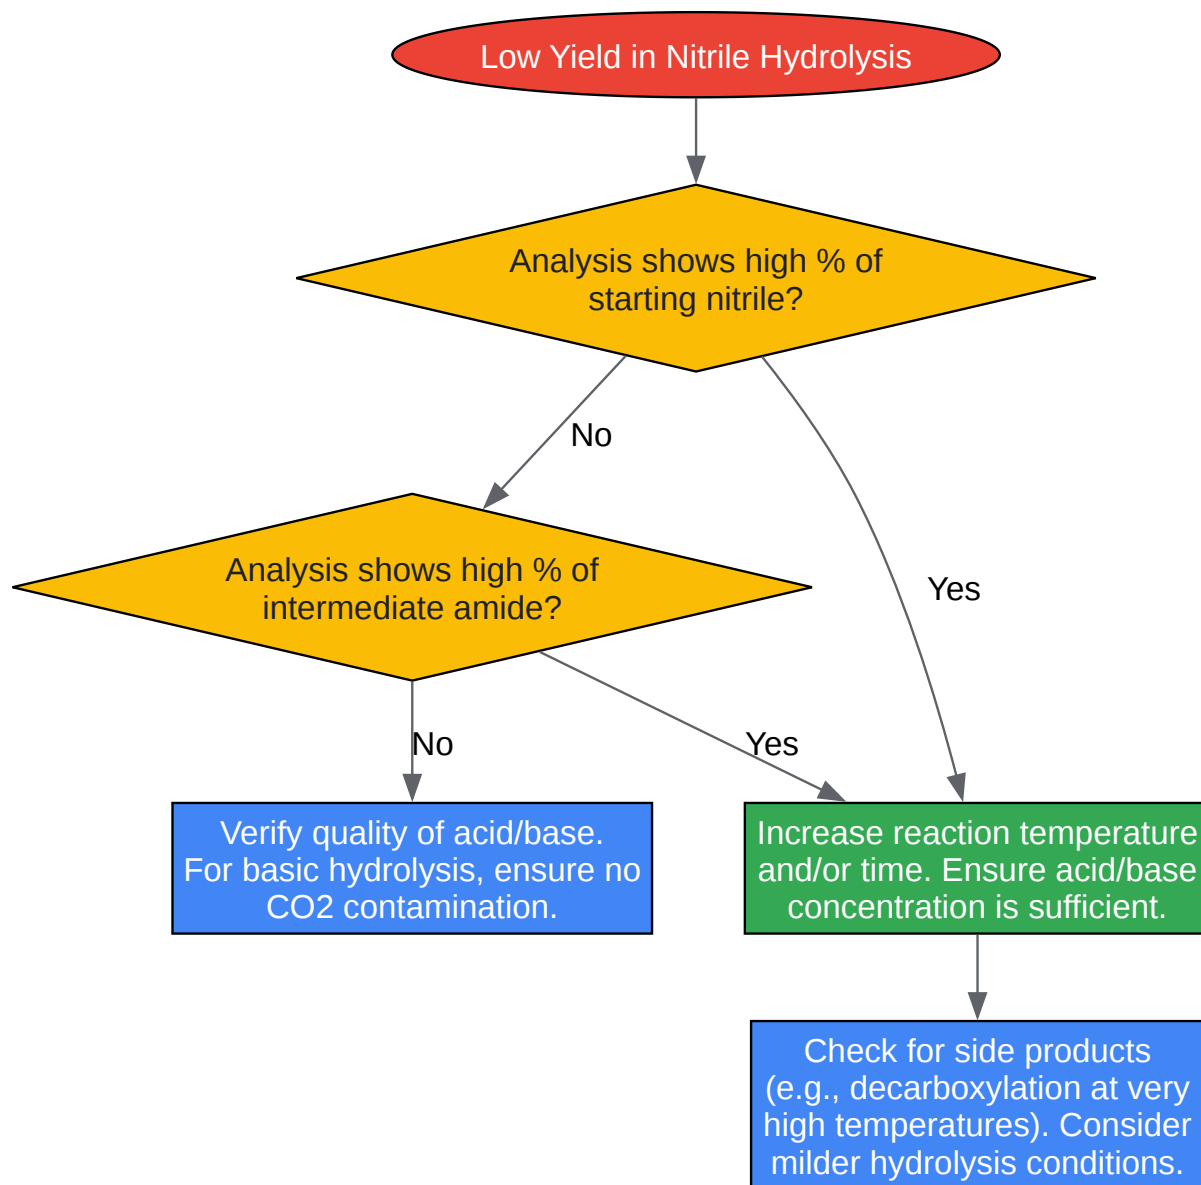 Low Yield in Nitrile Hydrolysis
Analysis shows high % of
starting nitrile?
No
Yes
Analysis shows high % of
intermediate amide?
No
Yes
Verify quality of acid/base.
For basic hydrolysis, ensure no
CO2 contamination.
Increase reaction temperature
and/or time. Ensure acid/base
concentration is sufficient.
Check for side products
(e.g., decarboxylation at very
high temperatures). Consider
milder hydrolysis conditions.